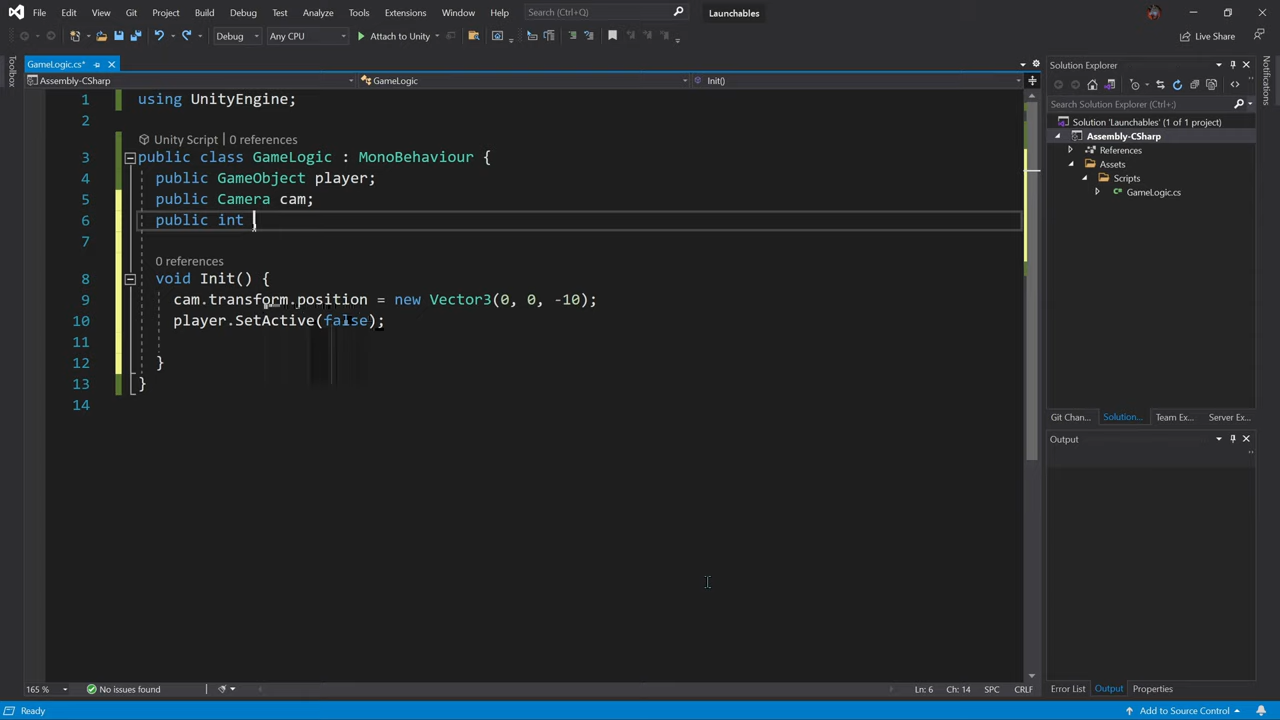 File Edit View Git Project Build Debug Test Analyze Tools Extensions Window Help Search (Ctrl+Q) Launchables
Debug Any CPU Attach to Unity Live Share
Toolbox
GameLogic.cs*
Assembly-CSharp GameLogic Init()
1 using UnityEngine;
2
Unity Script | 0 references
3 public class GameLogic : MonoBehaviour {
4 public GameObject player;
5 public Camera cam;
6 public int
7
0 references
8 void Init() {
9 cam.transform.position = new Vector3(0, 0, -10);
10 player.SetActive(false);
11
12 }
13 }
14
Solution Explorer
Search Solution Explorer (Ctrl+;)
Solution 'Launchables' (1 of 1 project)
Assembly-CSharp
References
Assets
Scripts
GameLogic.cs
Git Chan... Solution... Team Ex... Server Ex...
Output
Notifications
165 % No issues found Ln: 6 Ch: 14 SPC CRLF
Error List Output Properties
Ready Add to Source Control